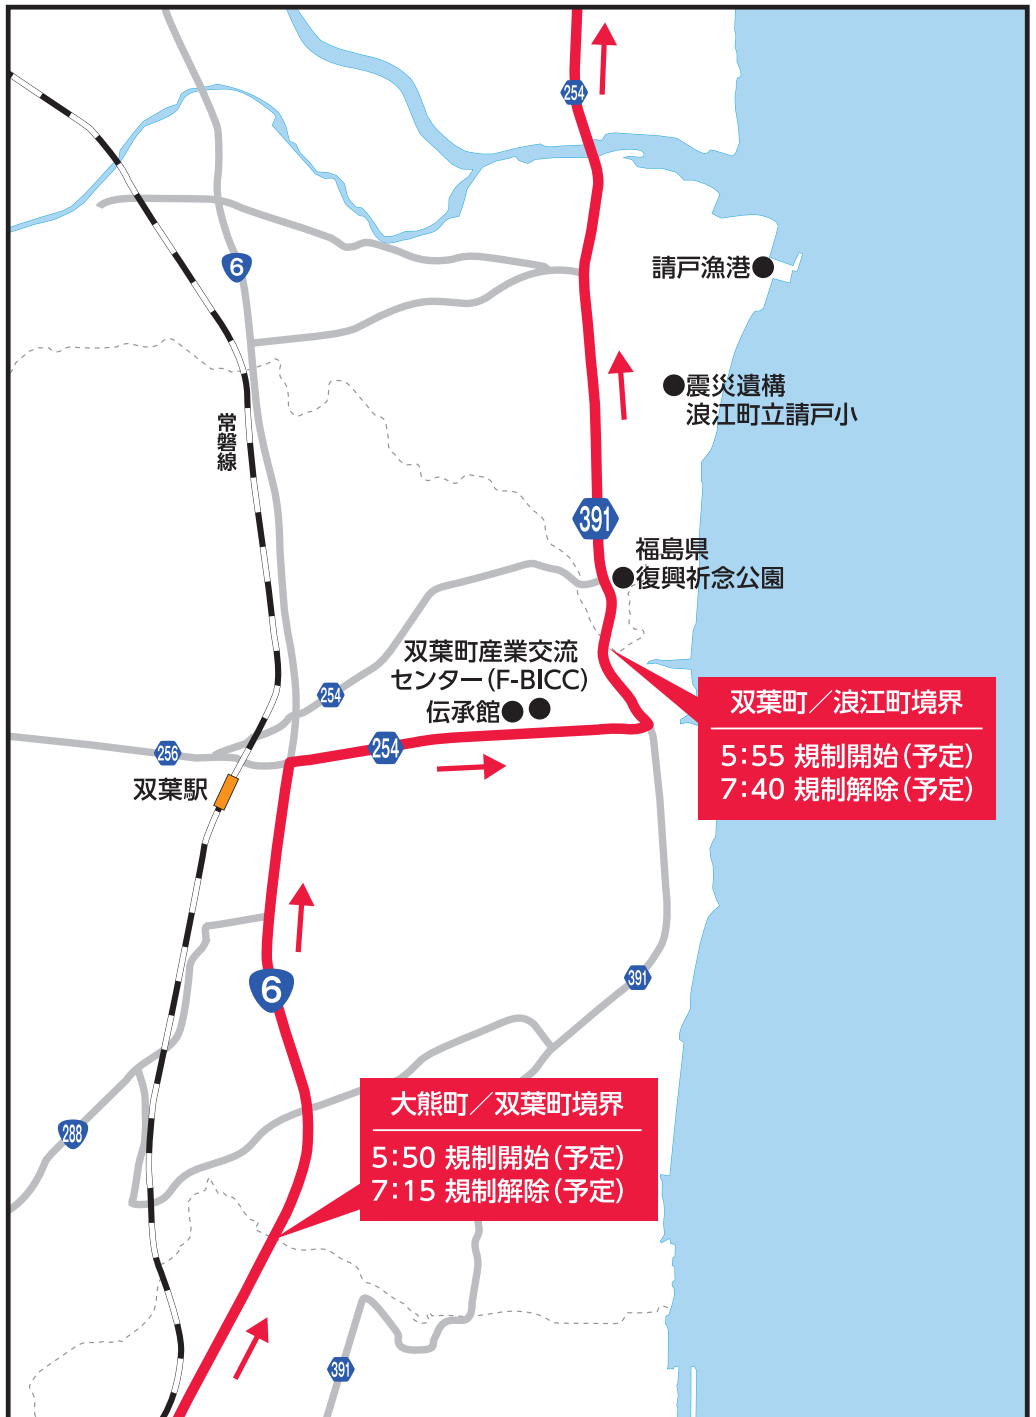 254
6
請戸漁港
震災遺構
浪江町立請戸小
常磐線
391
福島県
復興祈念公園
双葉町産業交流
センター(F-BICC)
伝承館
254
双葉町/浪江町境界
5:55 規制開始(予定)
7:40 規制解除(予定)
256
254
双葉駅
6
391
大熊町/双葉町境界
5:50 規制開始(予定)
7:15 規制解除(予定)
288
391